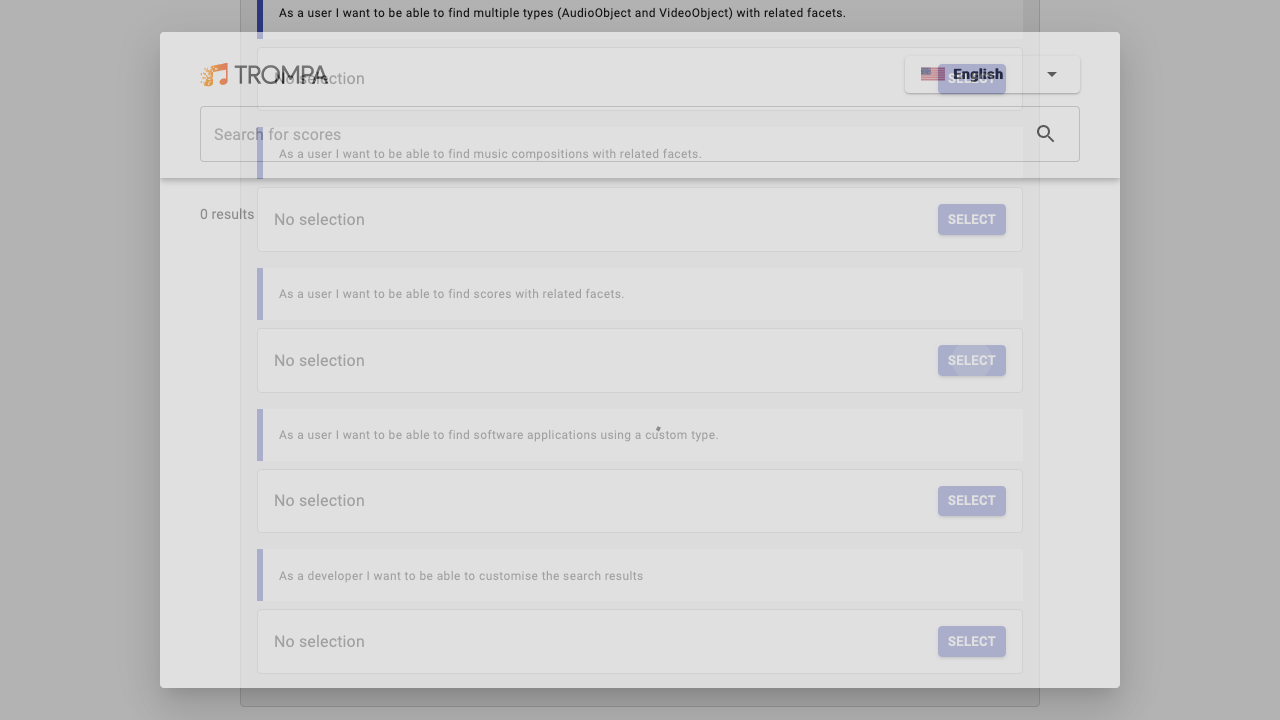 As a user I want to be able to find multiple types (AudioObject and VideoObject) with related facets.
TROMPA
English
No selection
SELECT
Search for scores
As a user I want to be able to find music compositions with related facets.
0 results
No selection
SELECT
As a user I want to be able to find scores with related facets.
No selection
SELECT
As a user I want to be able to find software applications using a custom type.
No selection
SELECT
As a developer I want to be able to customise the search results
No selection
SELECT